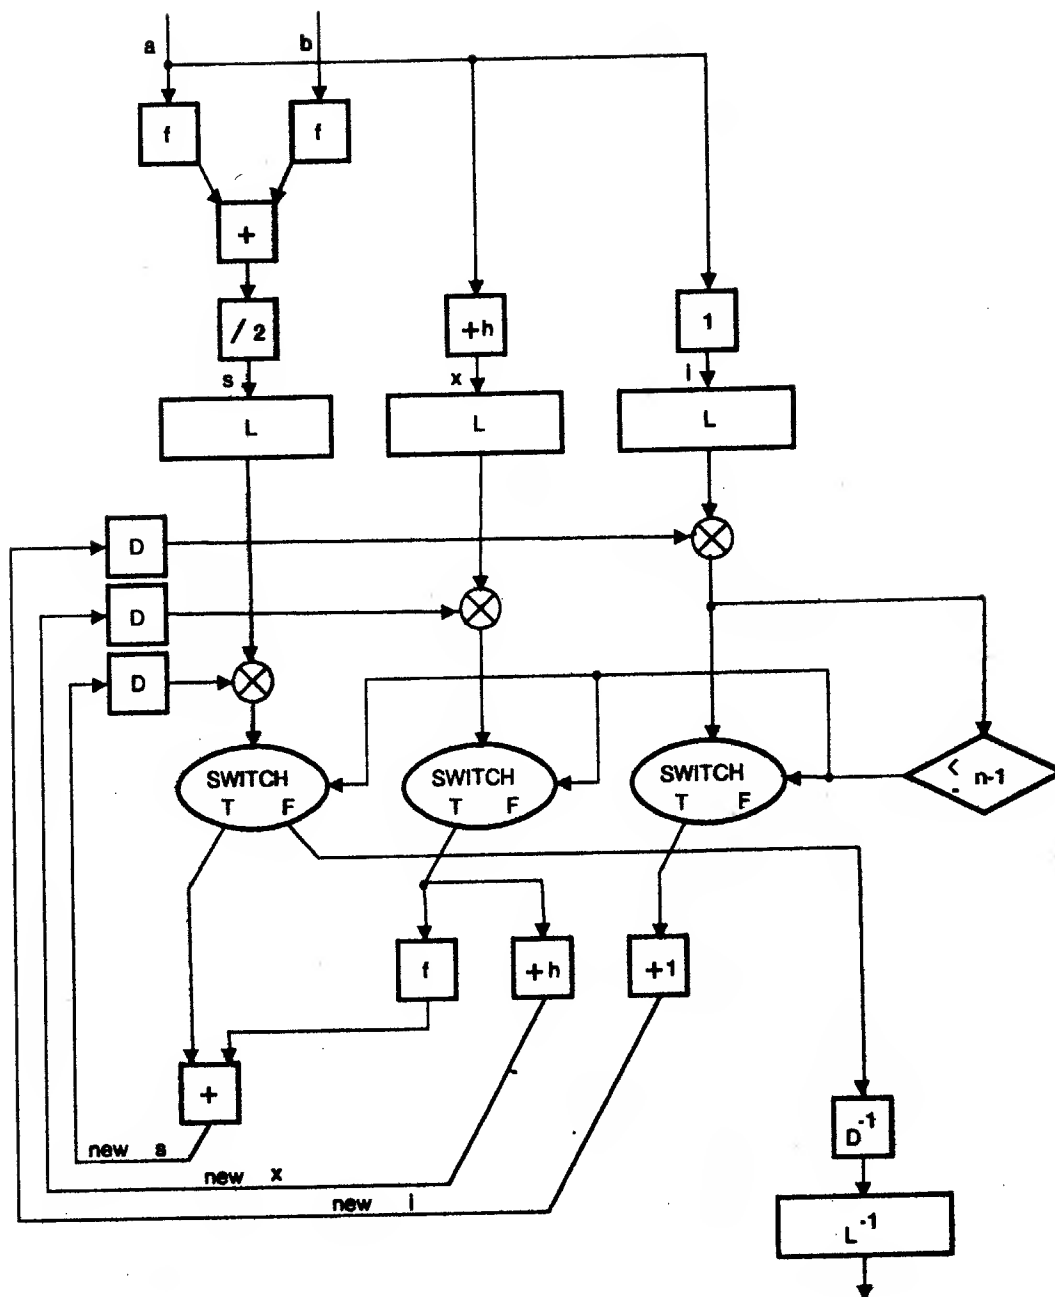 a b
f f
+
/2 +h 1
s x i
L L L
D
D
D
SWITCH SWITCH SWITCH ≤ n-1
T F T F T F
f +h +1
+
D⁻¹
new s
new x
new i
L⁻¹